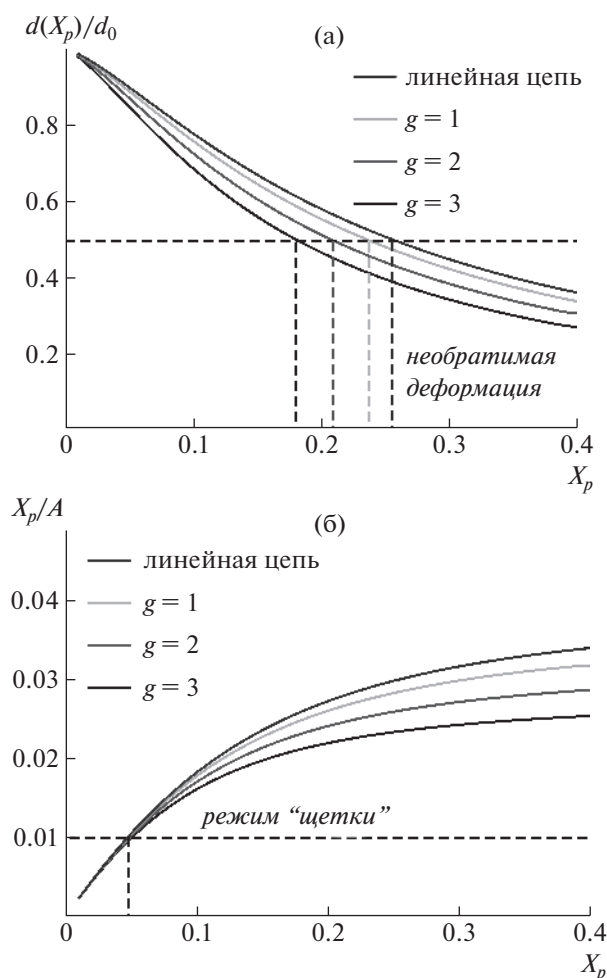 d(X_p)/d_0
(а)
линейная цепь
g = 1
g = 2
g = 3
0.8
0.6
0.4
0.2
необратимая
деформация
0
0.1
0.2
0.3
0.4
X_p
X_p/A
(б)
линейная цепь
g = 1
g = 2
g = 3
0.04
0.03
0.02
0.01
режим “щетки”
0
0.1
0.2
0.3
0.4
X_p